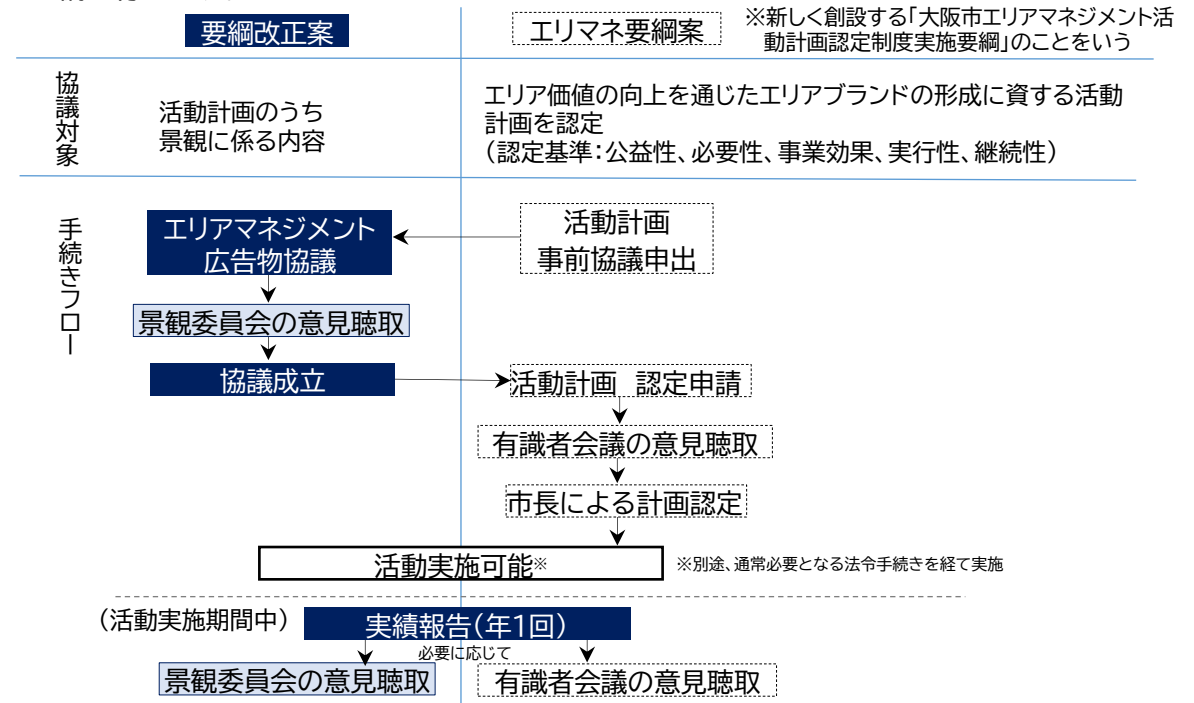 要綱改正案
エリマネ要綱案
※新しく創設する「大阪市エリアマネジメント活
動計画認定制度実施要綱」のことをいう
協議対象
活動計画のうち
景観に係る内容
エリア価値の向上を通じたエリアブランドの形成に資する活動
計画を認定
(認定基準:公益性、必要性、事業効果、実行性、継続性)
手続きフロー
エリアマネジメント
広告物協議
活動計画
事前協議申出
景観委員会の意見聴取
協議成立
活動計画 認定申請
有識者会議の意見聴取
市長による計画認定
活動実施可能※
※別途、通常必要となる法令手続きを経て実施
(活動実施期間中)
実績報告(年1回)
必要に応じて
景観委員会の意見聴取
有識者会議の意見聴取